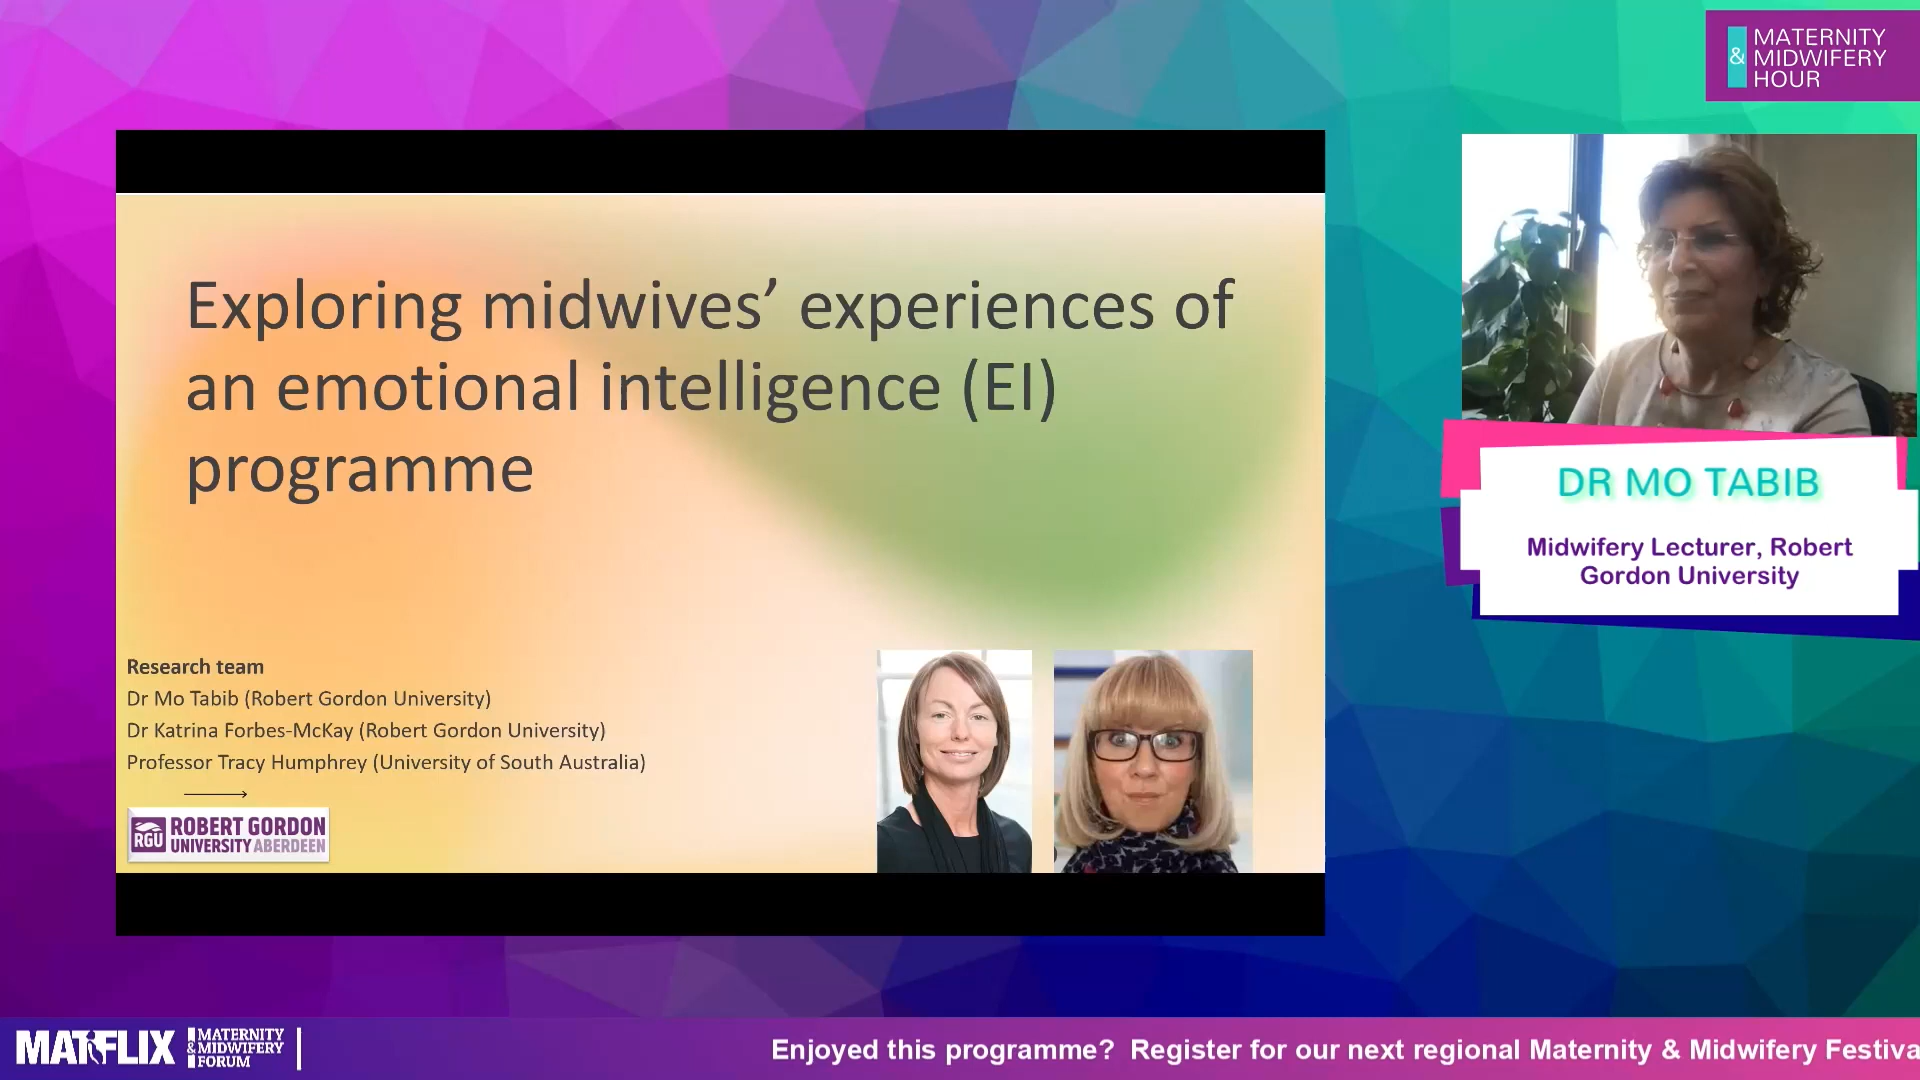 &
MATERNITY
MIDWIFERY
HOUR
Exploring midwives’ experiences of
an emotional intelligence (EI)
programme
DR MO TABIB
Midwifery Lecturer, Robert
Gordon University
Research team
Dr Mo Tabib (Robert Gordon University)
Dr Katrina Forbes-McKay (Robert Gordon University)
Professor Tracy Humphrey (University of South Australia)
RGU
ROBERT GORDON
UNIVERSITY ABERDEEN
MATFLIX
MATERNITY
& MIDWIFERY
FORUM
Enjoyed this programme? Register for our next regional Maternity & Midwifery Festiva